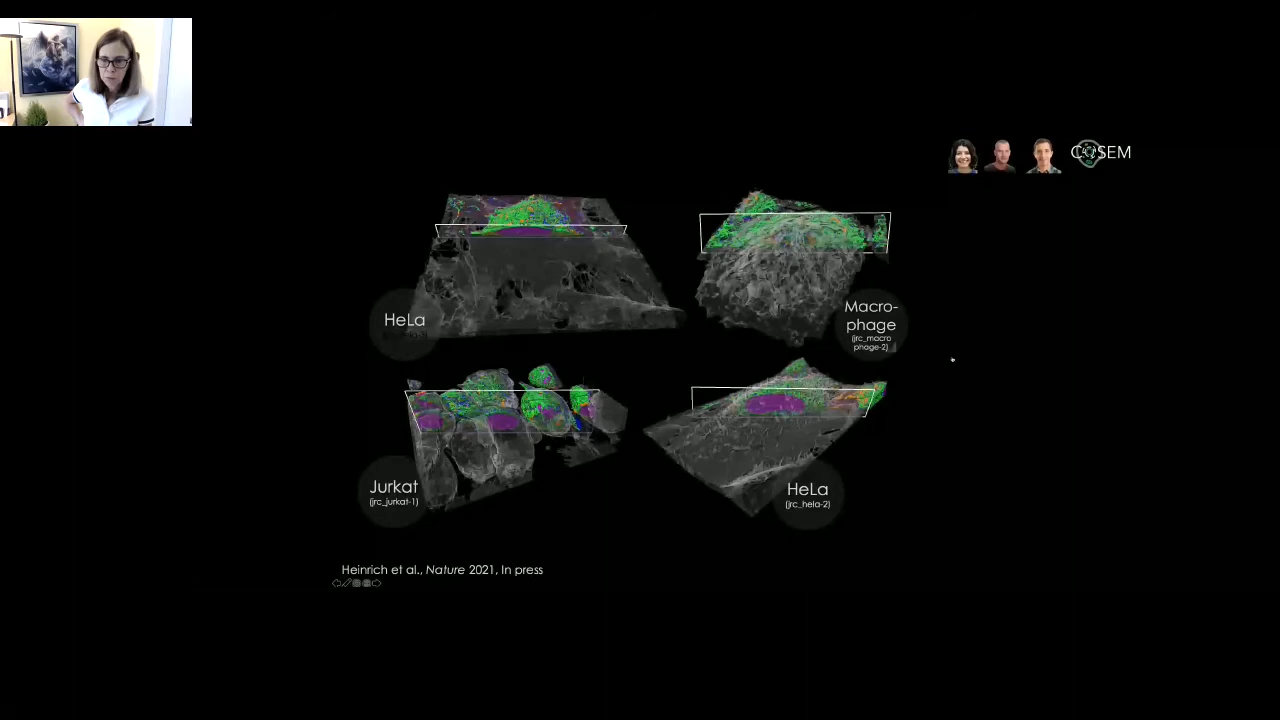 COSEM
HeLa
Macro-
phage
(jrc_macro
phage-2)
Jurkat
(jrc_jurkat-1)
HeLa
(jrc_hela-2)
Heinrich et al., Nature 2021, In press